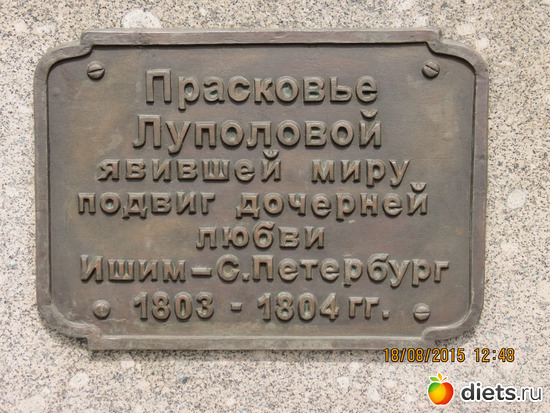 Прасковье
Луполовой
явившей миру
подвиг дочерней
любви
Ишим-С.Петербург
1803 - 1804 гг.
18/08/2015 12:48
diets.ru